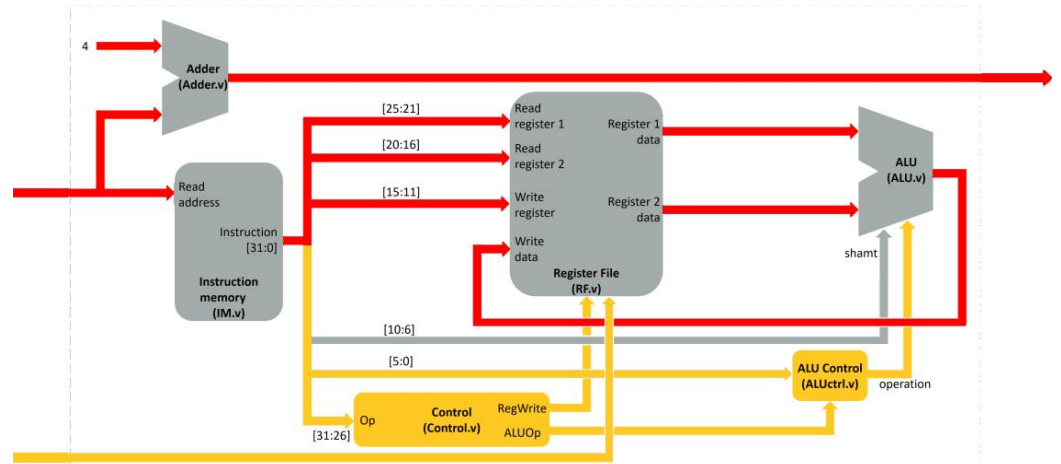 4
Adder
(Adder.v)
[25:21]
Read
register 1
Register 1
data
[20:16]
Read
register 2
ALU
(ALU.v)
Read
address
[15:11]
Write
register
Register 2
data
Instruction
[31:0]
Write
data
shamt
Register File
(RF.v)
Instruction
memory
(IM.v)
[10:6]
[5:0]
ALU Control
(ALUctrl.v)
operation
Op
Control
(Control.v)
RegWrite
ALUOp
[31:26]